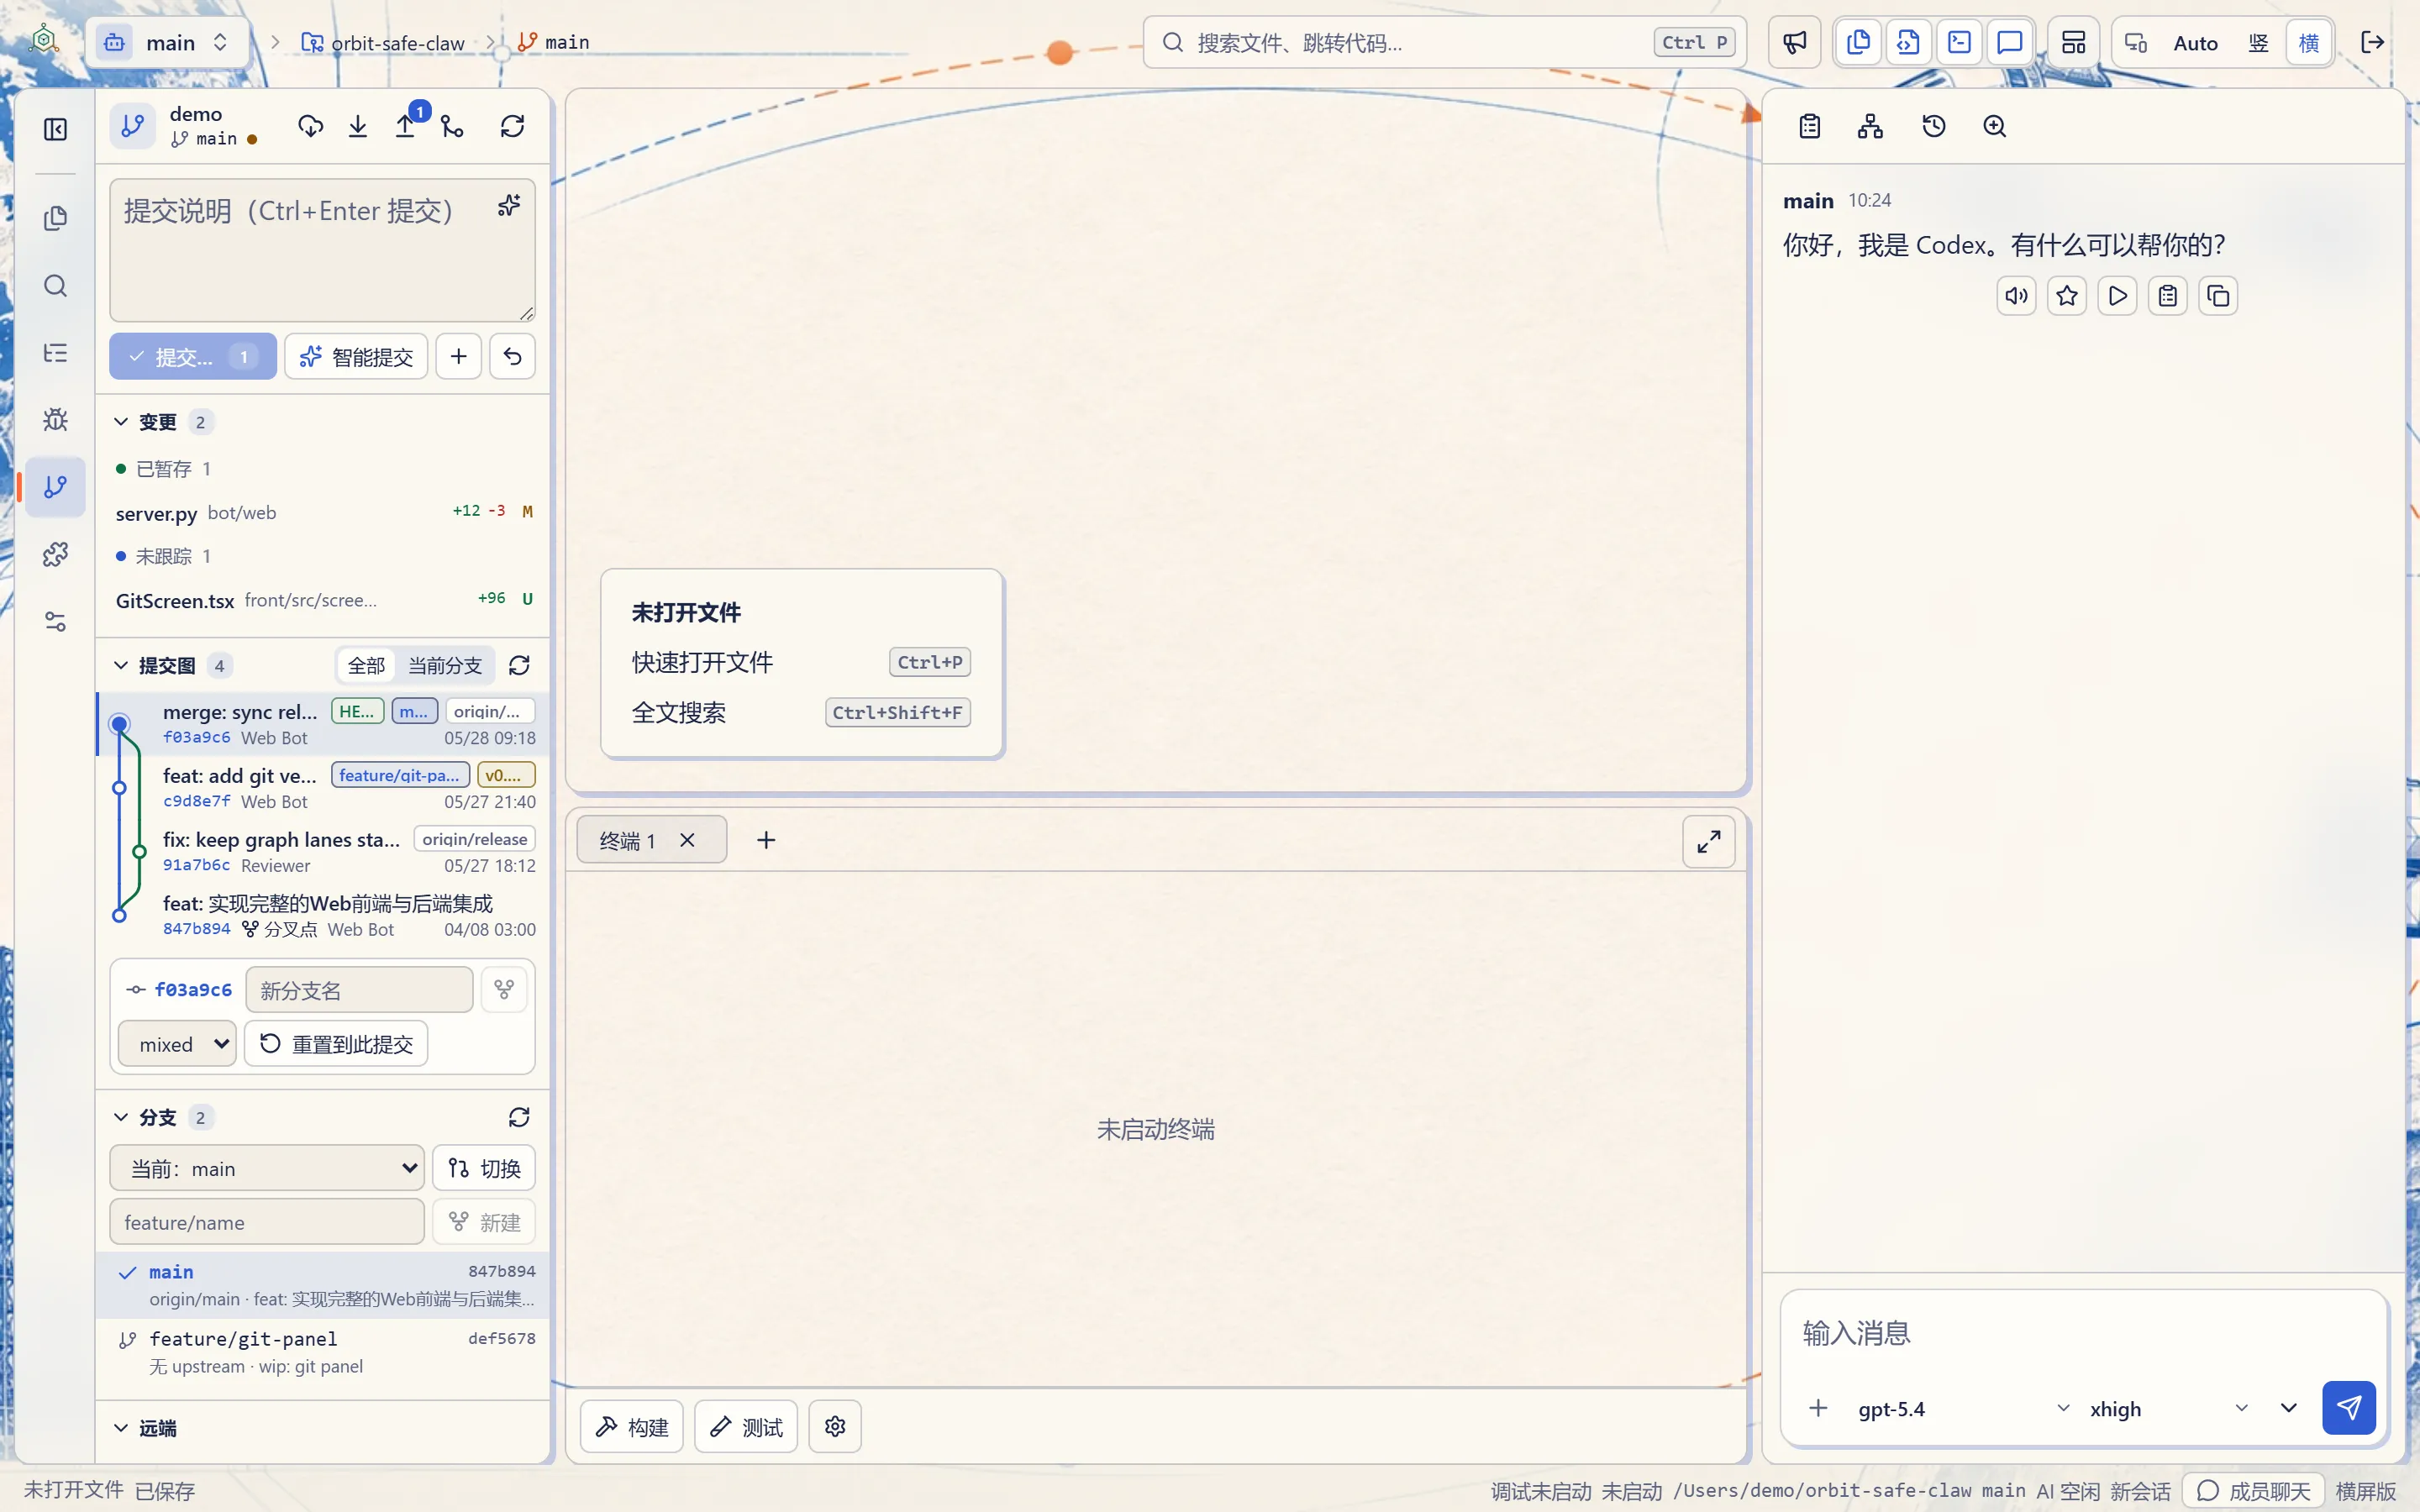 main
orbit-safe-claw
main
搜索文件、跳转代码...
Ctrl P
Auto 竖 横
demo
main
1
提交说明（Ctrl+Enter 提交）
提交... 1
智能提交
变更 2
已暂存 1
server.py bot/web +12 -3 M
未跟踪 1
GitScreen.tsx front/src/scree... +96 U
提交图 4 全部 当前分支
merge: sync rel... HE... m... origin/...
f03a9c6 Web Bot 05/28 09:18
feat: add git ve... feature/git-pa... v0....
c9d8e7f Web Bot 05/27 21:40
fix: keep graph lanes sta... origin/release
91a7b6c Reviewer 05/27 18:12
feat: 实现完整的Web前端与后端集成
847b894 分叉点 Web Bot 04/08 03:00
f03a9c6 新分支名
mixed 重置到此提交
分支 2
当前：main 切换
feature/name 新建
main 847b894
origin/main · feat: 实现完整的Web前端与后端集...
feature/git-panel def5678
无 upstream · wip: git panel
远端
未打开文件
快速打开文件 Ctrl+P
全文搜索 Ctrl+Shift+F
终端 1
未启动终端
构建 测试
main 10:24
你好，我是 Codex。有什么可以帮你的？
输入消息
gpt-5.4 xhigh
未打开文件 已保存
调试未启动 未启动 /Users/demo/orbit-safe-claw main AI 空闲 新会话 成员聊天 横屏版